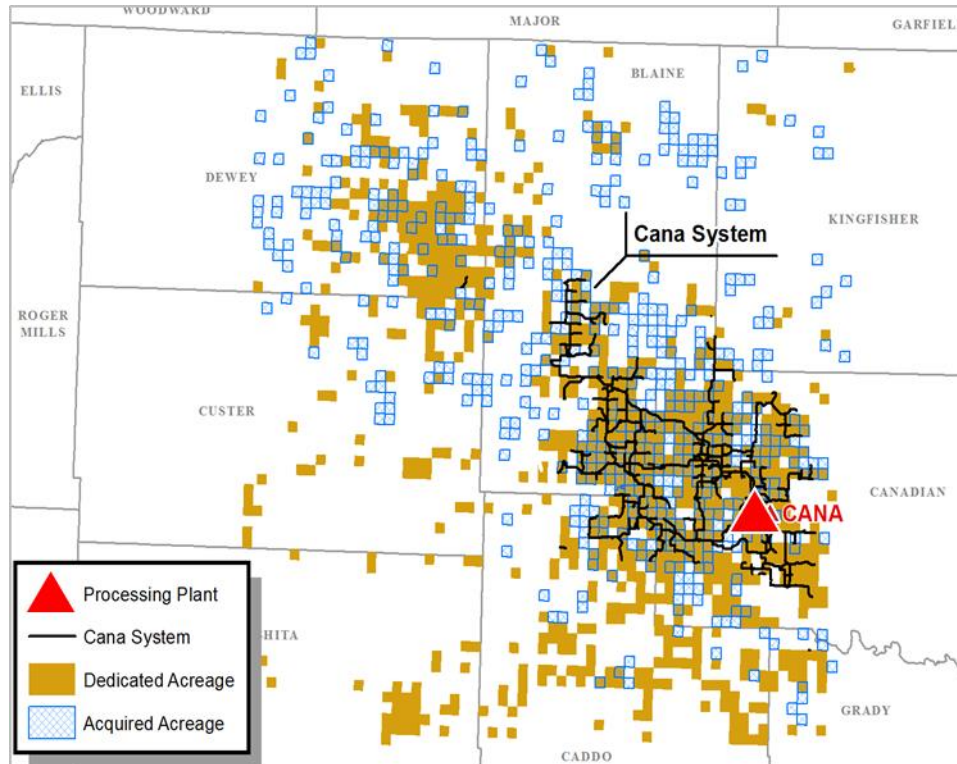 WOODWARD
MAJOR
GARFIEL
ELLIS
BLAINE
DEWEY
KINGFISHER
Cana System
ROGER
MILLS
CUSTER
CANADIAN
CANA
Processing Plant
Cana System
SHITA
Dedicated Acreage
Acquired Acreage
GRADY
CADDO